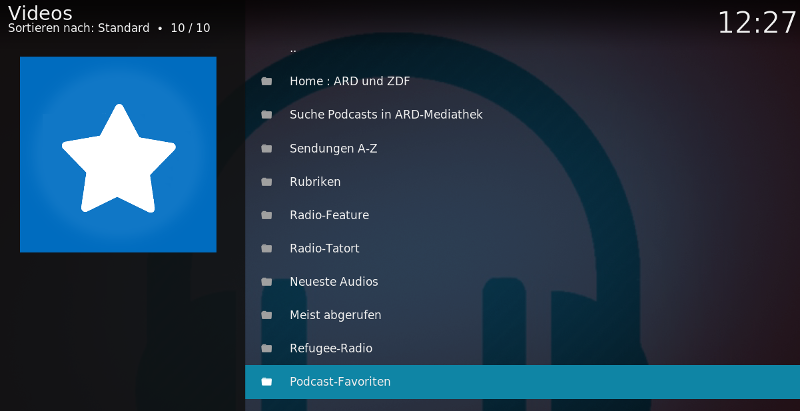 Videos
Sortieren nach: Standard • 10 / 10
12:27
..
Home : ARD und ZDF
Suche Podcasts in ARD-Mediathek
Sendungen A-Z
Rubriken
Radio-Feature
Radio-Tatort
Neueste Audios
Meist abgerufen
Refugee-Radio
Podcast-Favoriten